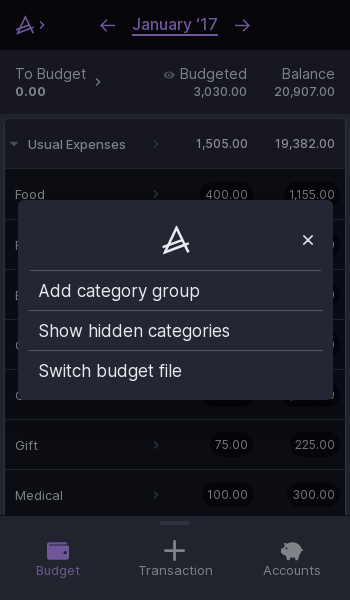 January ‘17
To Budget Budgeted Balance
0.00 3,030.00 20,907.00
Usual Expenses 1,505.00 19,382.00
Food 400.00 1,155.00
Add category group
Show hidden categories
Switch budget file
Gift 75.00 225.00
Medical 100.00 300.00
Budget Transaction Accounts